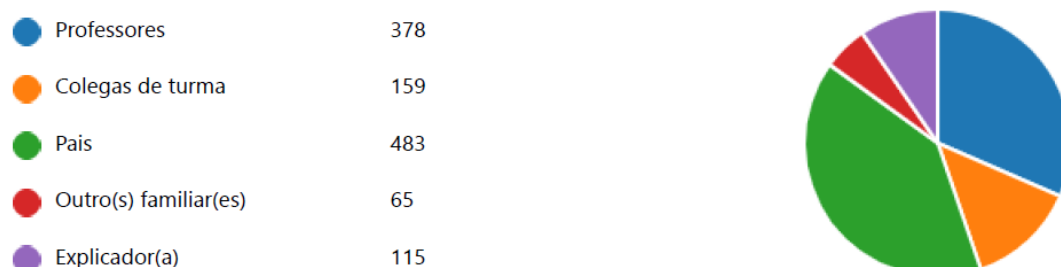 Professores 378
Colegas de turma 159
Pais 483
Outro(s) familiar(es) 65
Explicador(a) 115